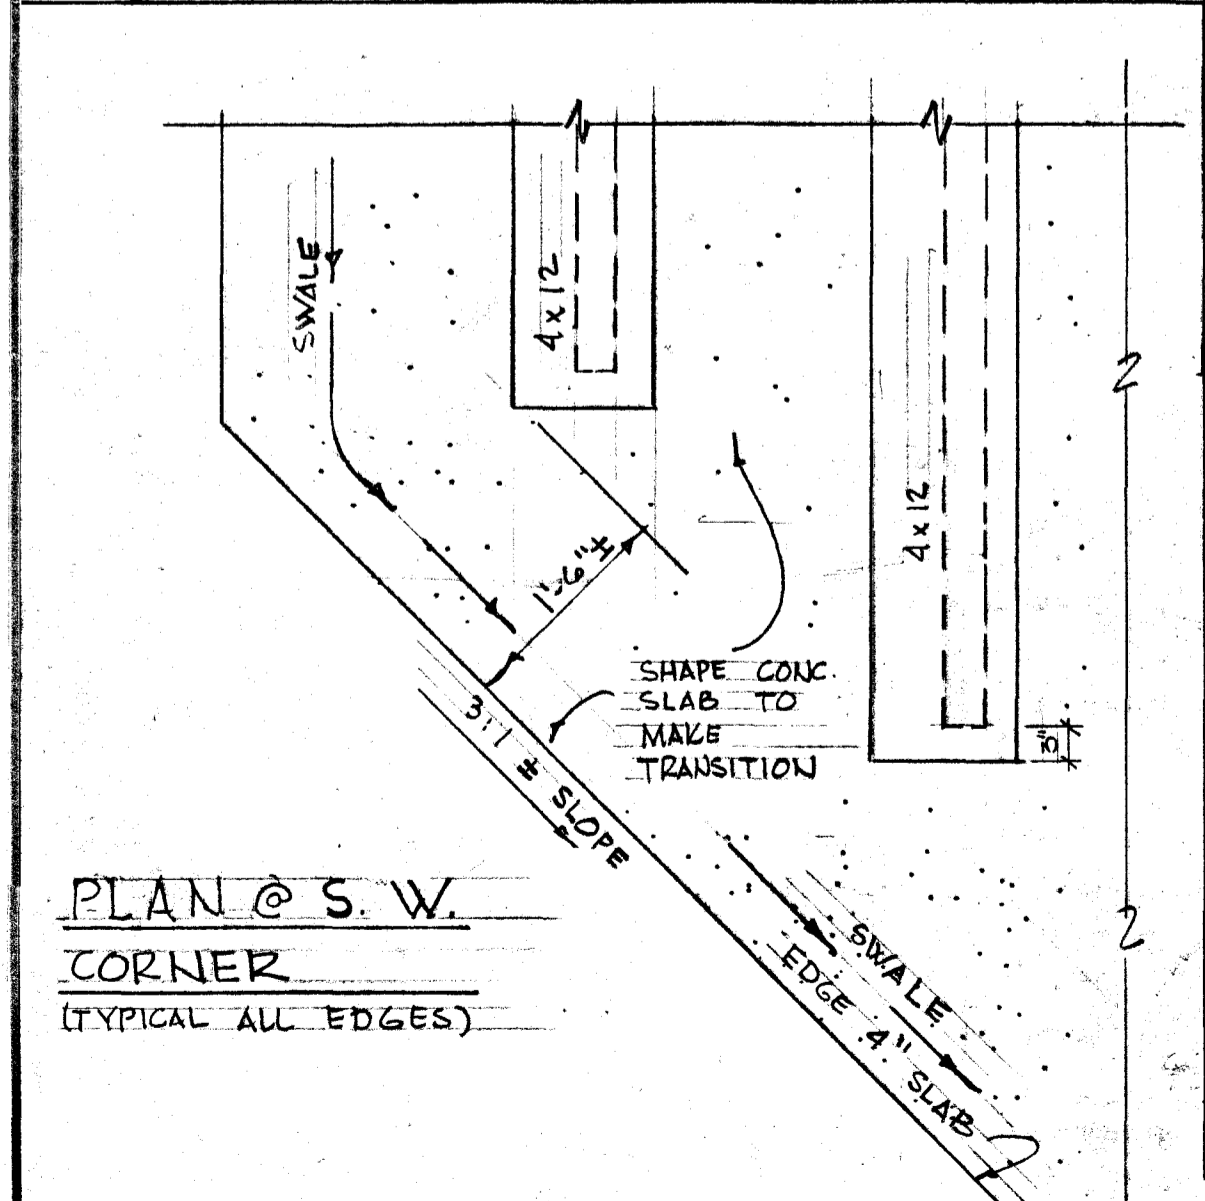 SWALE
4x12
4x12
1'-6"±
SHAPE CONC.
SLAB TO
MAKE
TRANSITION
3"
3:1 ± SLOPE
SWALE
EDGE 4" SLAB
PLAN @ S. W.
CORNER
(TYPICAL ALL EDGES)